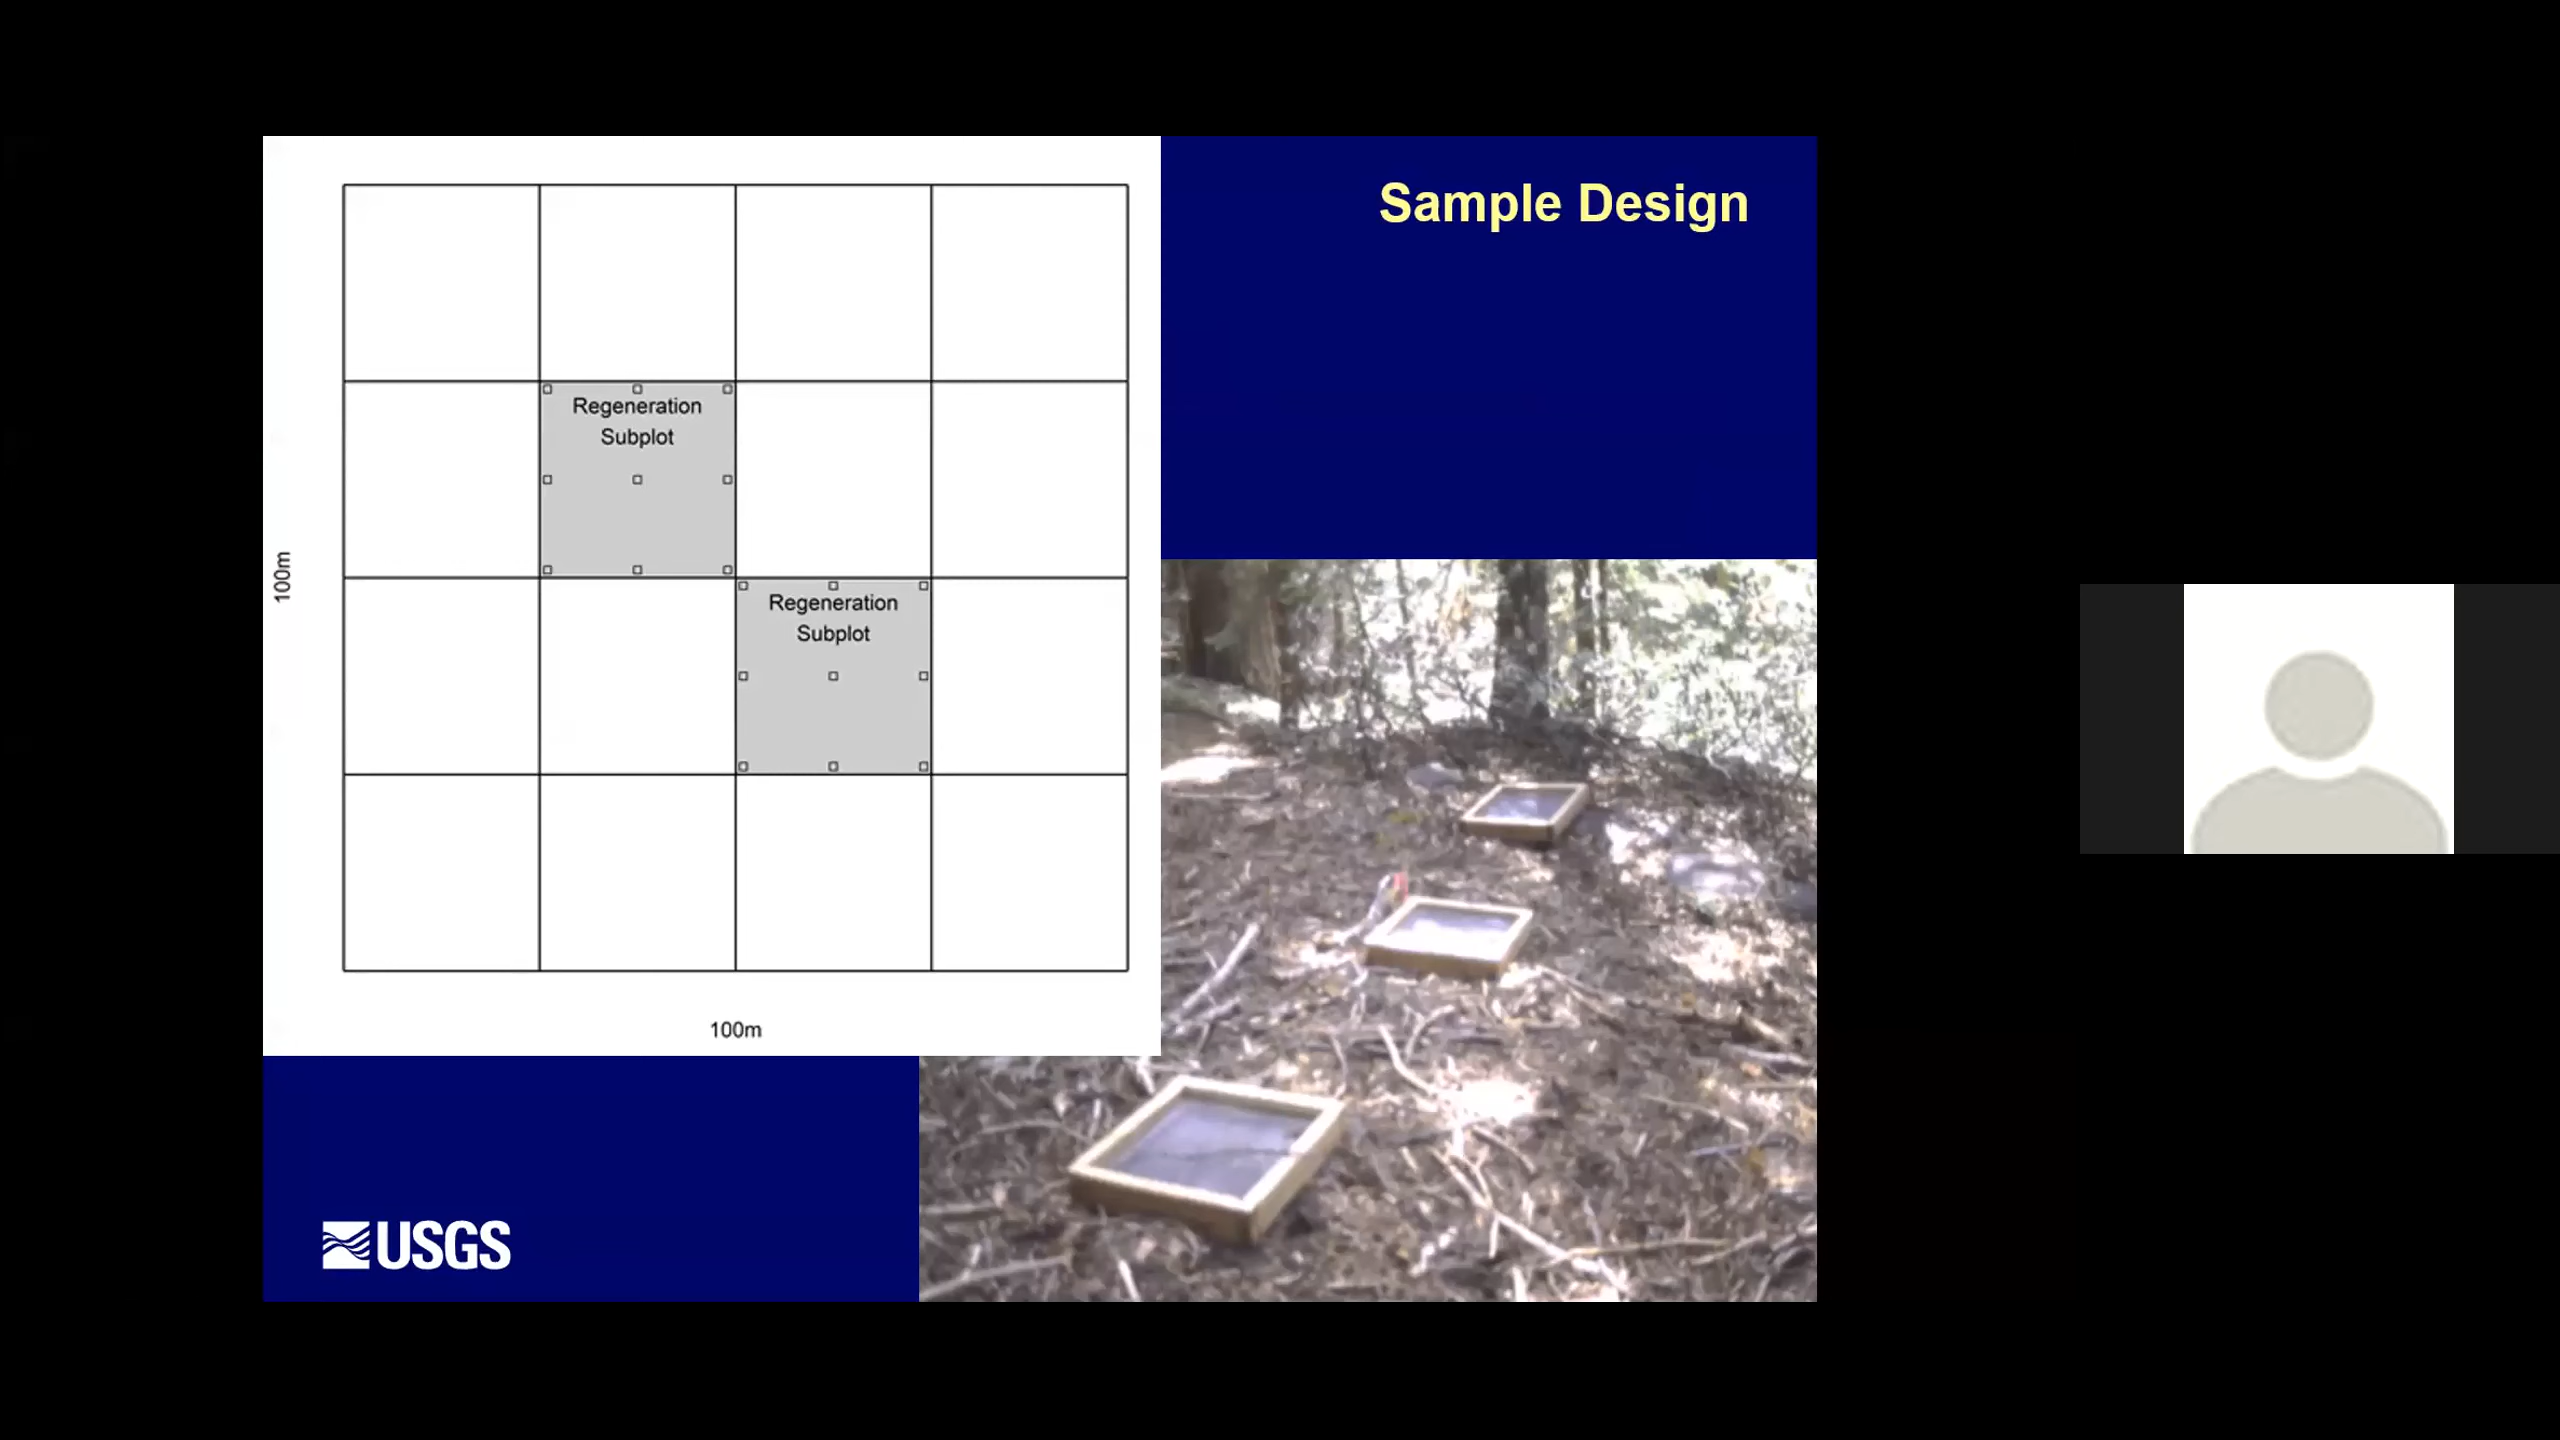 Sample Design
Regeneration
Subplot
Regeneration
Subplot
100m
100m
USGS